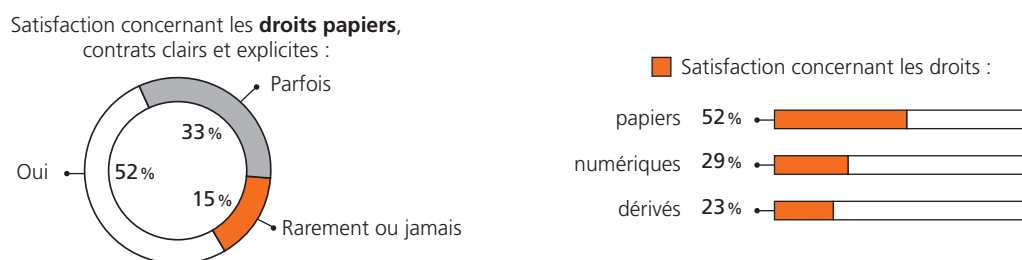 Satisfaction concernant les droits papiers,
contrats clairs et explicites :
Parfois
33 %
Oui
52 %
15 %
Rarement ou jamais
Satisfaction concernant les droits :
papiers 52 %
numériques 29 %
dérivés 23 %